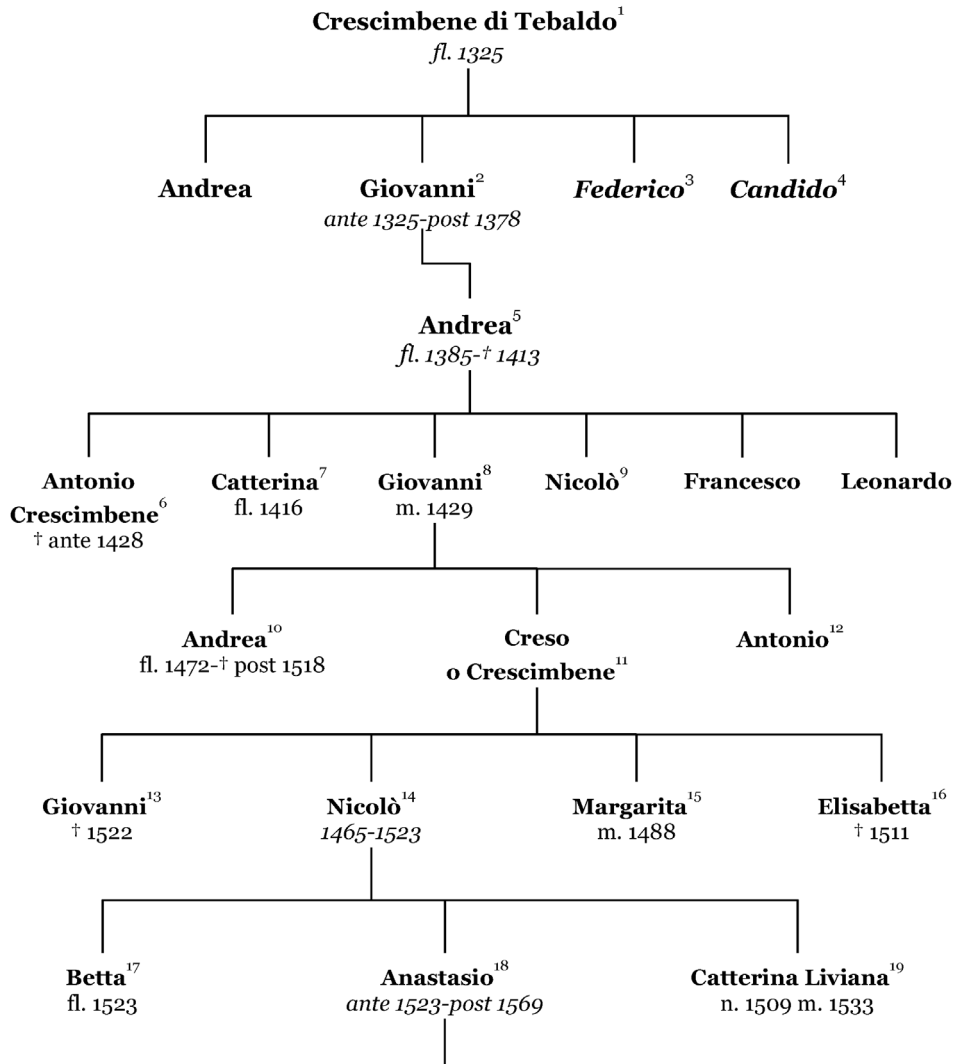 Crescimbene di Tebaldo¹
fl. 1325
Andrea Giovanni² Federico³ Candido⁴
ante 1325-post 1378
Andrea⁵
fl. 1385-† 1413
Antonio Catterina⁷ Giovanni⁸ Nicolò⁹ Francesco Leonardo
Crescimbene⁶ fl. 1416 m. 1429
† ante 1428
Andrea¹⁰ Creso Antonio¹²
fl. 1472-† post 1518 o Crescimbene¹¹
Giovanni¹³ Nicolò¹⁴ Margarita¹⁵ Elisabetta¹⁶
† 1522 1465-1523 m. 1488 † 1511
Betta¹⁷ Anastasio¹⁸ Catterina Liviana¹⁹
fl. 1523 ante 1523-post 1569 n. 1509 m. 1533